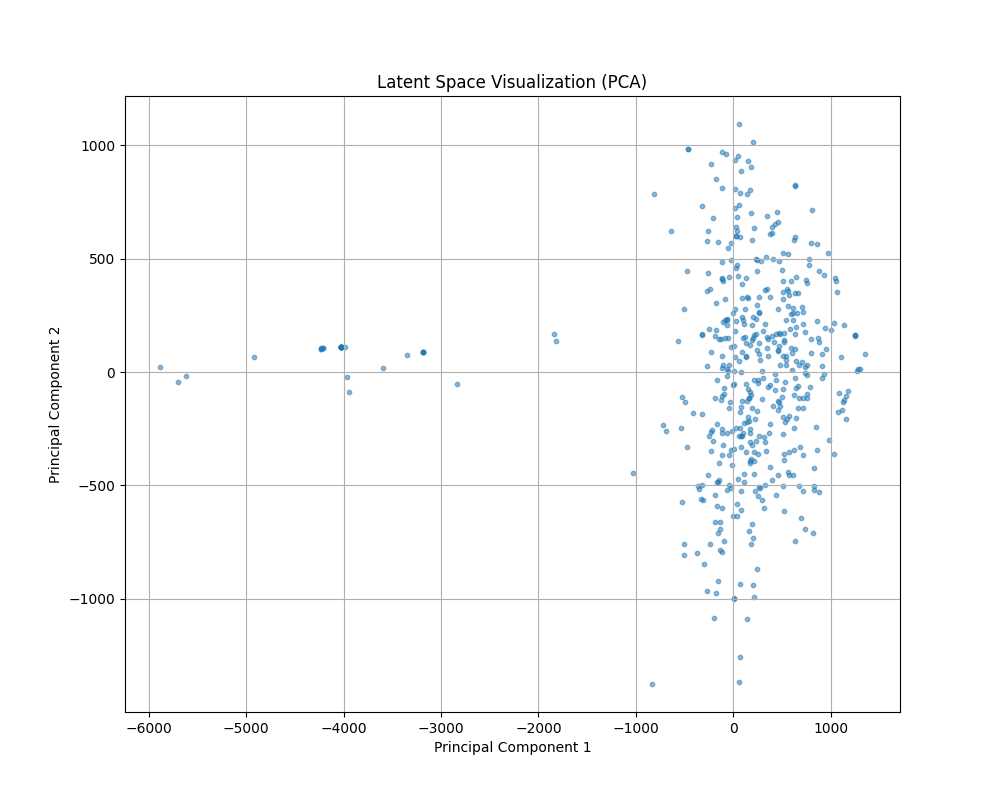 Latent Space Visualization (PCA)
Principal Component 2
1000
500
0
−500
−1000
−6000 −5000 −4000 −3000 −2000 −1000 0 1000
Principal Component 1